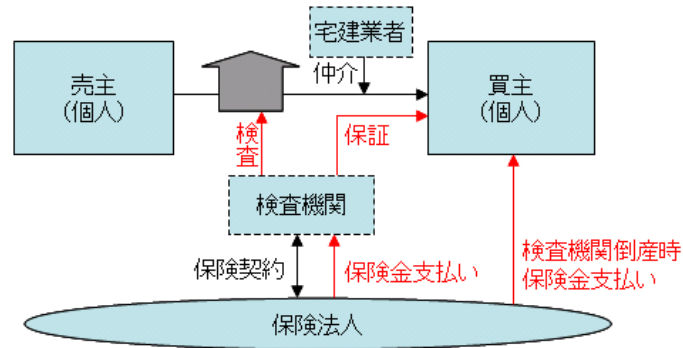 宅建業者
売主
(個人)
仲介
買主
(個人)
検
査
保証
検査機関
保険契約
保険金支払い
検査機関倒産時
保険金支払い
保険法人